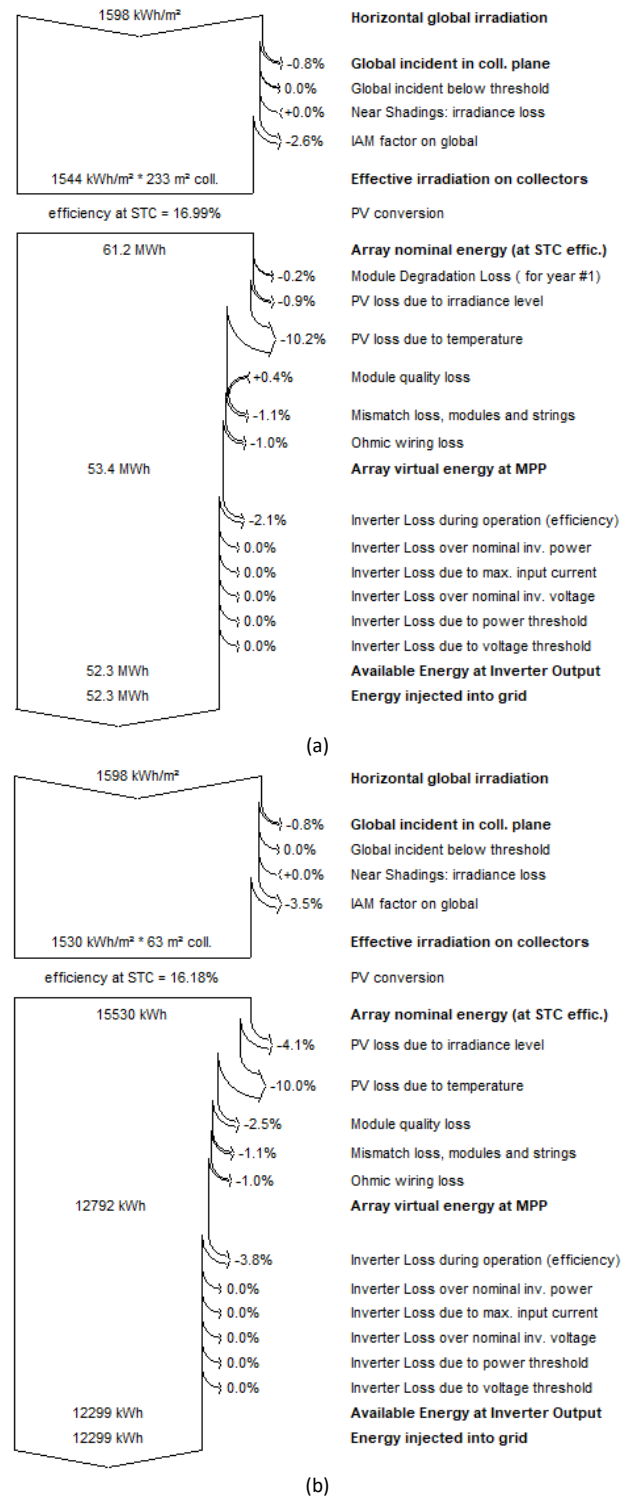 1598 kWh/m² Horizontal global irradiation
-0.8% Global incident in coll. plane
0.0% Global incident below threshold
+0.0% Near Shadings: irradiance loss
-2.6% IAM factor on global
1544 kWh/m² * 233 m² coll. Effective irradiation on collectors
efficiency at STC = 16.99% PV conversion
61.2 MWh Array nominal energy (at STC effic.)
-0.2% Module Degradation Loss ( for year #1)
-0.9% PV loss due to irradiance level
-10.2% PV loss due to temperature
+0.4% Module quality loss
-1.1% Mismatch loss, modules and strings
-1.0% Ohmic wiring loss
53.4 MWh Array virtual energy at MPP
-2.1% Inverter Loss during operation (efficiency)
0.0% Inverter Loss over nominal inv. power
0.0% Inverter Loss due to max. input current
0.0% Inverter Loss over nominal inv. voltage
0.0% Inverter Loss due to power threshold
0.0% Inverter Loss due to voltage threshold
52.3 MWh Available Energy at Inverter Output
52.3 MWh Energy injected into grid
(a)
1598 kWh/m² Horizontal global irradiation
-0.8% Global incident in coll. plane
0.0% Global incident below threshold
+0.0% Near Shadings: irradiance loss
-3.5% IAM factor on global
1530 kWh/m² * 63 m² coll. Effective irradiation on collectors
efficiency at STC = 16.18% PV conversion
15530 kWh Array nominal energy (at STC effic.)
-4.1% PV loss due to irradiance level
-10.0% PV loss due to temperature
-2.5% Module quality loss
-1.1% Mismatch loss, modules and strings
-1.0% Ohmic wiring loss
12792 kWh Array virtual energy at MPP
-3.8% Inverter Loss during operation (efficiency)
0.0% Inverter Loss over nominal inv. power
0.0% Inverter Loss due to max. input current
0.0% Inverter Loss over nominal inv. voltage
0.0% Inverter Loss due to power threshold
0.0% Inverter Loss due to voltage threshold
12299 kWh Available Energy at Inverter Output
12299 kWh Energy injected into grid
(b)